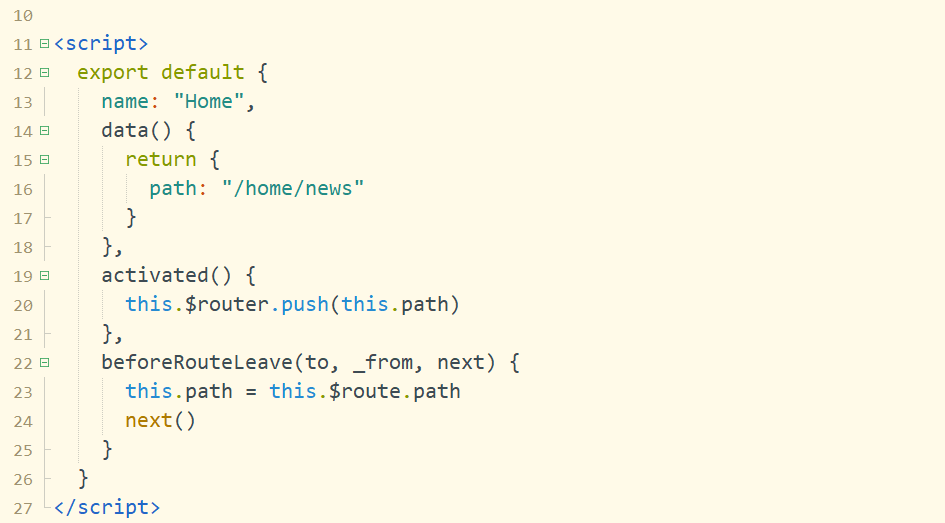 10
11 <script>
12 export default {
13 name: "Home",
14 data() {
15 return {
16 path: "/home/news"
17 }
18 },
19 activated() {
20 this.$router.push(this.path)
21 },
22 beforeRouteLeave(to, _from, next) {
23 this.path = this.$route.path
24 next()
25 }
26 }
27 </script>